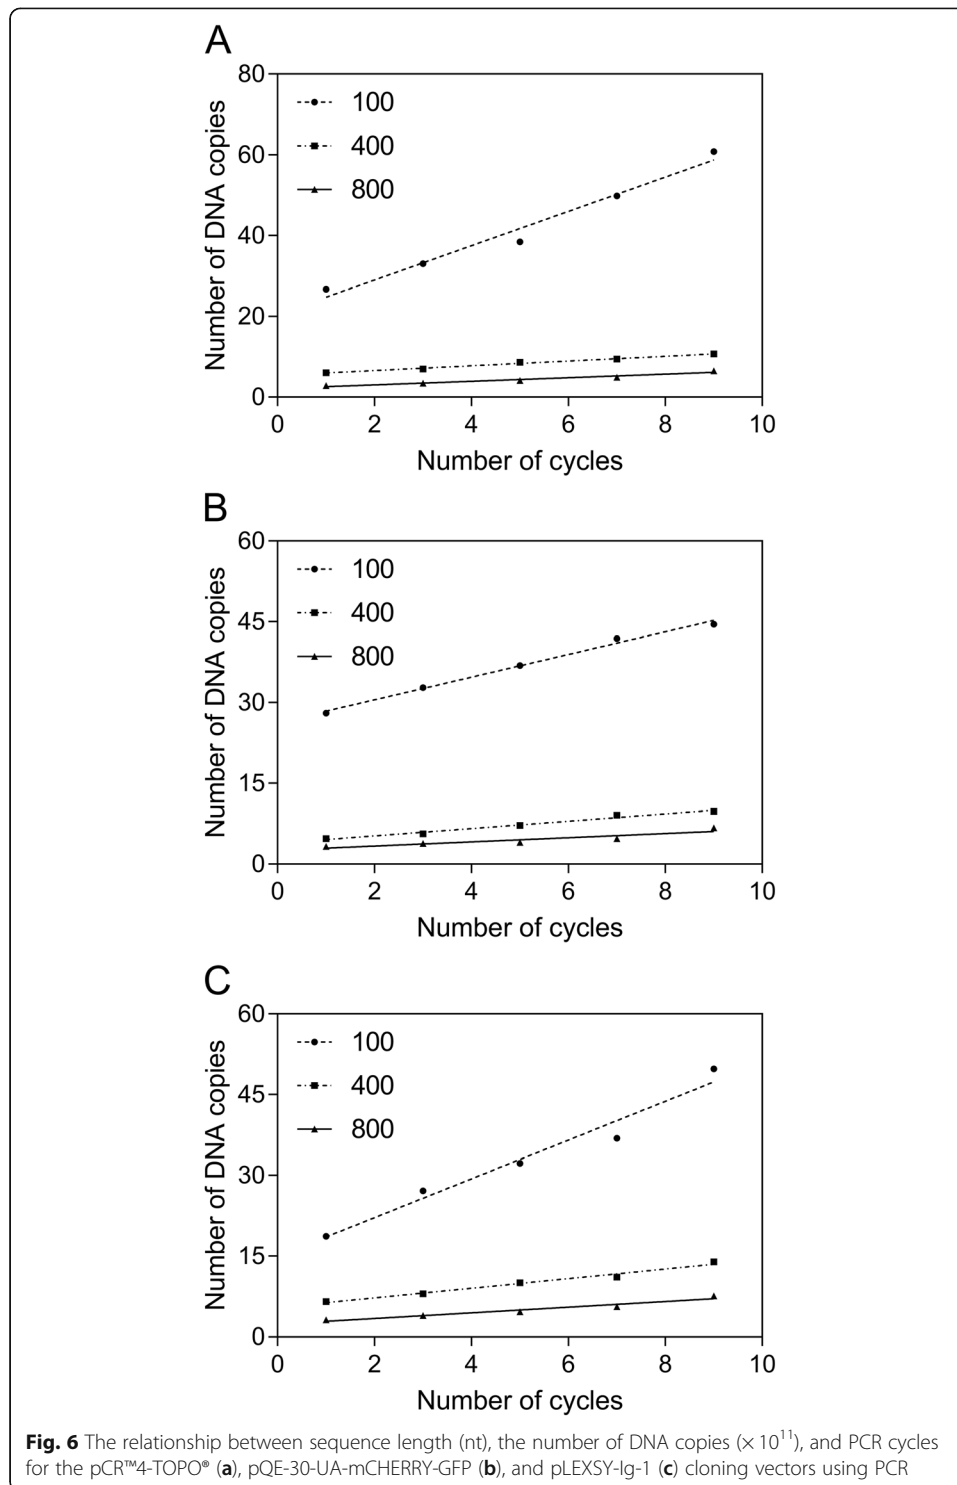 A
80
60
40
20
0
Number of DNA copies
100
400
800
0 2 4 6 8 10
Number of cycles
B
60
45
30
15
0
Number of DNA copies
100
400
800
0 2 4 6 8 10
Number of cycles
C
60
45
30
15
0
Number of DNA copies
100
400
800
0 2 4 6 8 10
Number of cycles
Fig. 6 The relationship between sequence length (nt), the number of DNA copies (× 10¹¹), and PCR cycles
for the pCR™4-TOPO® (a), pQE-30-UA-mCHERRY-GFP (b), and pLEXSY-Ig-1 (c) cloning vectors using PCR